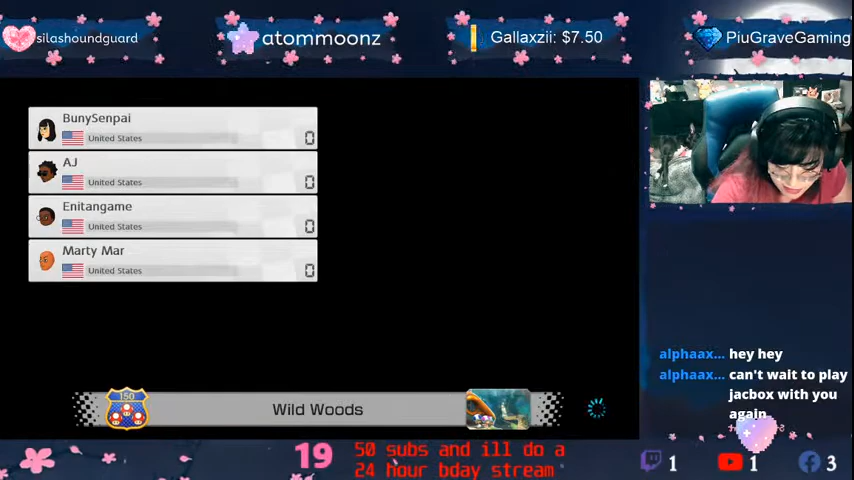 silashoundguard
atommoonz
Gallaxzii: $7.50
PiuGraveGaming
BunySenpai
United States
0
AJ
United States
0
Enitangame
United States
0
Marty Mar
United States
0
150
Wild Woods
alphaax... hey hey
alphaax... can't wait to play
jacbox with you
again
19
50 subs and ill do a
24 hour bday stream
1
1
3